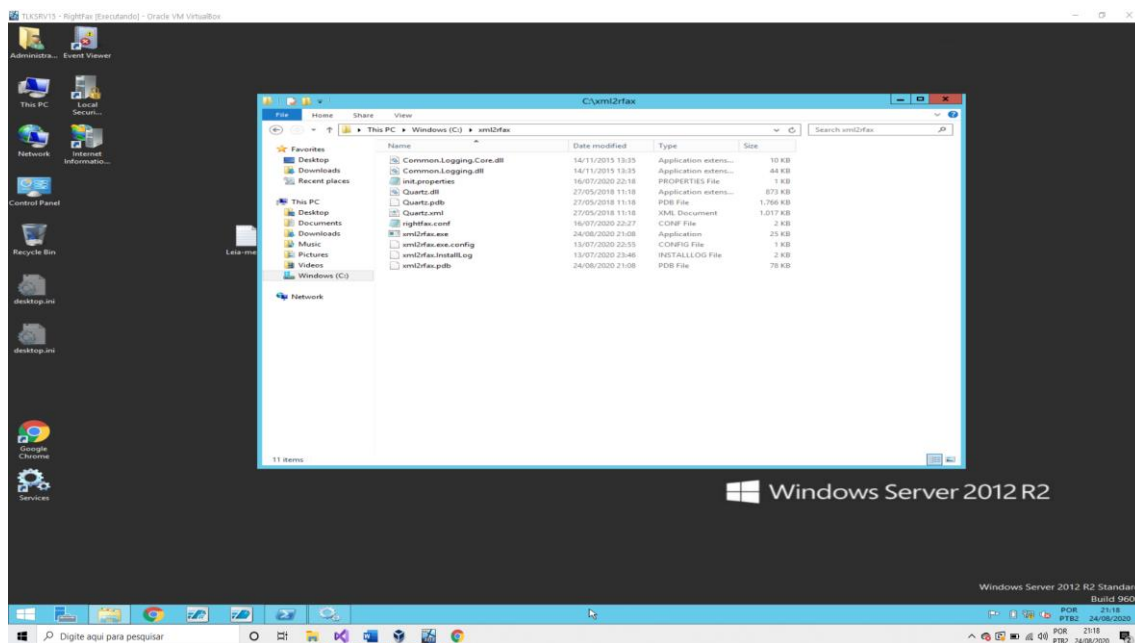 TLKSRV15 - RightFax [Executando] - Oracle VM VirtualBox
Administra...
Event Viewer
This PC
Local Securi...
Network
Internet Informatio...
Control Panel
Recycle Bin
Leia-me
desktop.ini
desktop.ini
Google Chrome
Services
C:\xml2rfax
File Home Share View
This PC Windows (C:) xml2rfax
Search xml2rfax
Favorites
Desktop
Downloads
Recent places
This PC
Desktop
Documents
Downloads
Music
Pictures
Videos
Windows (C:)
Network
Name Date modified Type Size
Common.Logging.Core.dll 14/11/2015 13:35 Application extens... 10 KB
Common.Logging.dll 14/11/2015 13:35 Application extens... 44 KB
init.properties 16/07/2020 22:18 PROPERTIES File 1 KB
Quartz.dll 27/05/2018 11:18 Application extens... 873 KB
Quartz.pdb 27/05/2018 11:18 PDB File 1.766 KB
Quartz.xml 27/05/2018 11:18 XML Document 1.017 KB
rightfax.conf 16/07/2020 22:27 CONF File 2 KB
xml2rfax.exe 24/08/2020 21:08 Application 25 KB
xml2rfax.exe.config 13/07/2020 22:55 CONFIG File 1 KB
xml2rfax.InstallLog 13/07/2020 23:46 INSTALLLOG File 2 KB
xml2rfax.pdb 24/08/2020 21:08 PDB File 78 KB
11 items
Windows Server 2012 R2
Windows Server 2012 R2 Standar
Build 960
POR 21:18
PTB2 24/08/2020
Digite aqui para pesquisar
POR 21:18
PTB2 24/08/2020